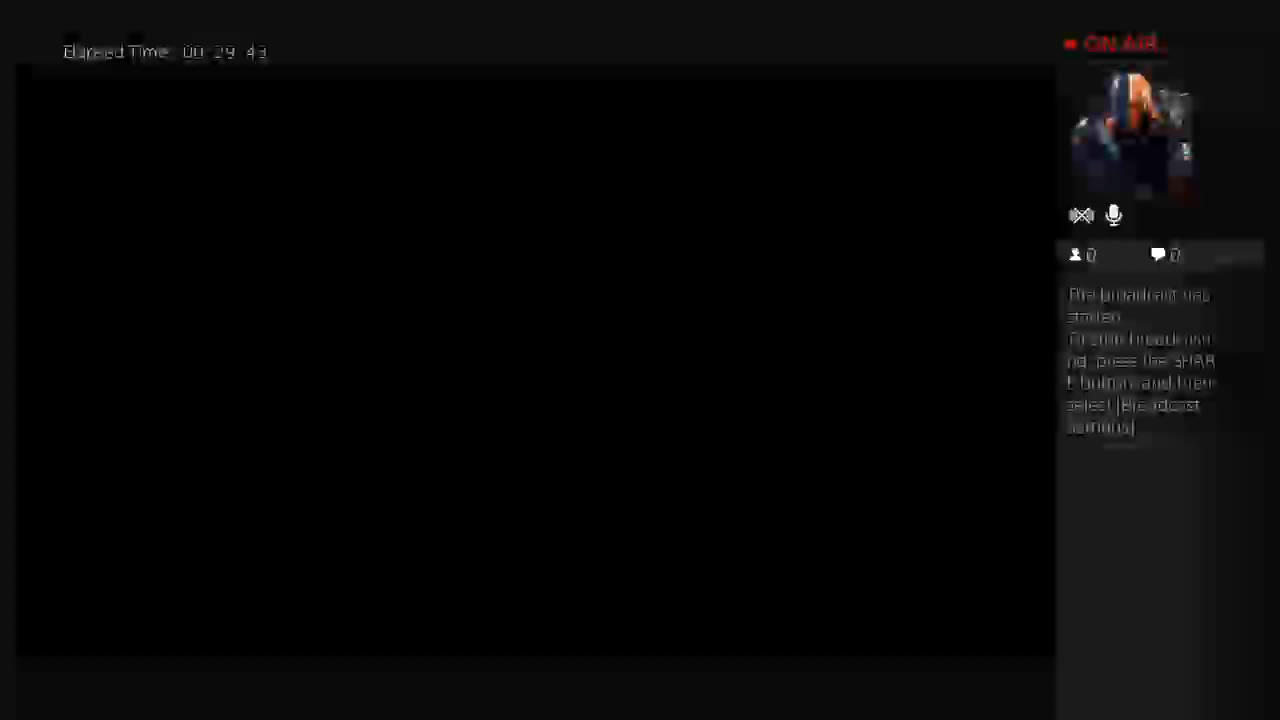 Elapsed Time: 00:29:43
ON AIR
0
0
The broadcast has
started.
To stop broadcasti
ng, press the SHAR
E button, and then
select [Broadcast
Settings].